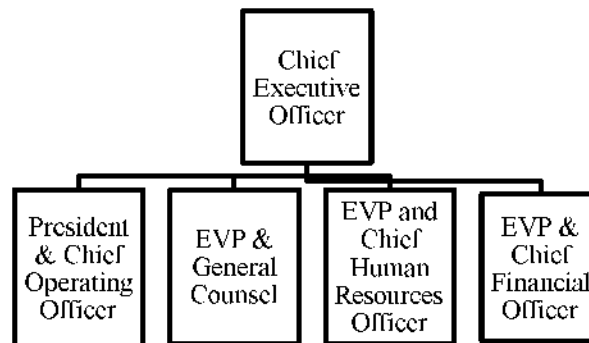 Chief
Executive
Officer
President
& Chief
Operating
Officer
EVP &
General
Counsel
EVP and
Chief
Human
Resources
Officer
EVP &
Chief
Financial
Officer